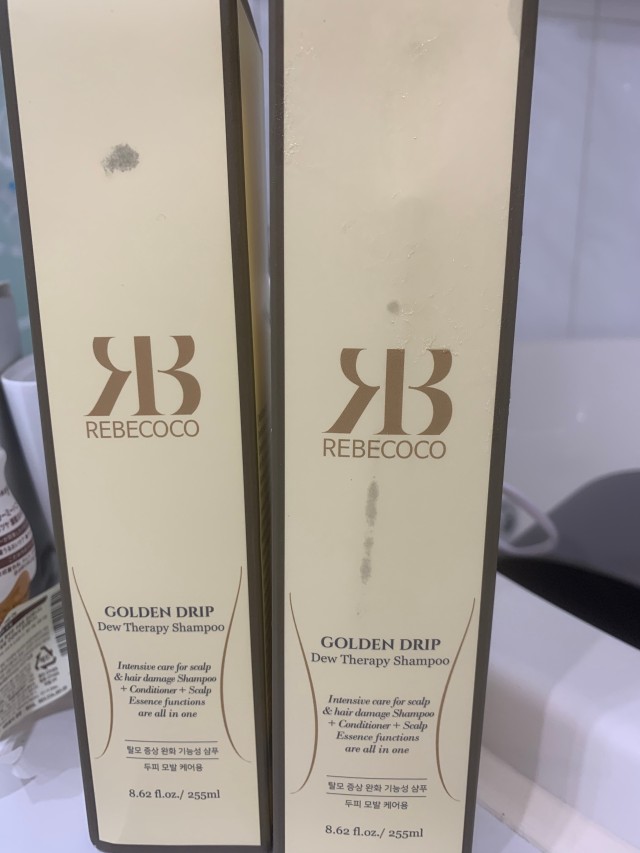 REBECOCO
GOLDEN DRIP
Dew Therapy Shampoo
Intensive care for scalp
& hair damage Shampoo
+ Conditioner + Scalp
Essence functions
are all in one
탈모 증상 완화 기능성 샴푸
두피 모발 케어용
8.62 fl.oz./ 255ml
REBECOCO
GOLDEN DRIP
Dew Therapy Shampoo
Intensive care for scalp
& hair damage Shampoo
+ Conditioner + Scalp
Essence functions
are all in one
탈모 증상 완화 기능성 샴푸
두피 모발 케어용
8.62 fl.oz./ 255ml